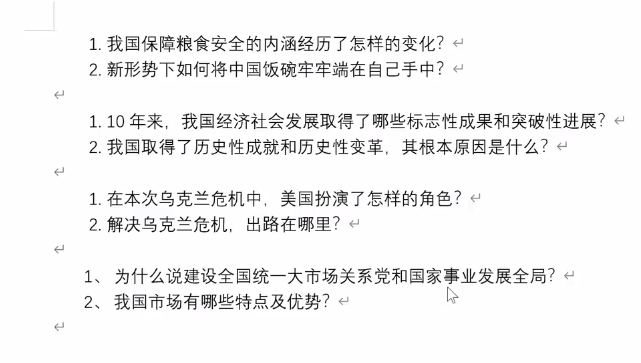 1. 我国保障粮食安全的内涵经历了怎样的变化？
2. 新形势下如何将中国饭碗牢牢端在自己手中？
1. 10 年来，我国经济社会发展取得了哪些标志性成果和突破性进展？
2. 我国取得了历史性成就和历史性变革，其根本原因是什么？
1. 在本次乌克兰危机中，美国扮演了怎样的角色？
2. 解决乌克兰危机，出路在哪里？
1、 为什么说建设全国统一大市场关系党和国家事业发展全局？
2、 我国市场有哪些特点及优势？